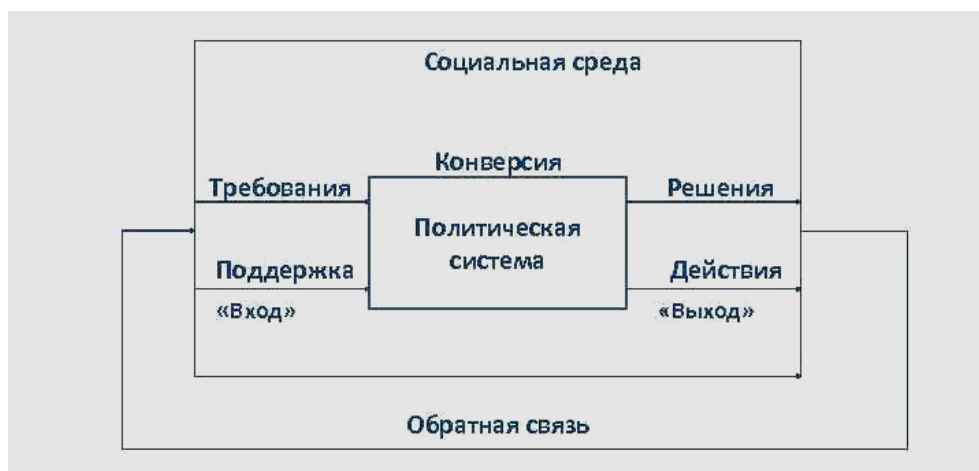 Социальная среда
Конверсия
Требования
Решения
Политическая
система
Поддержка
Действия
«Вход»
«Выход»
Обратная связь